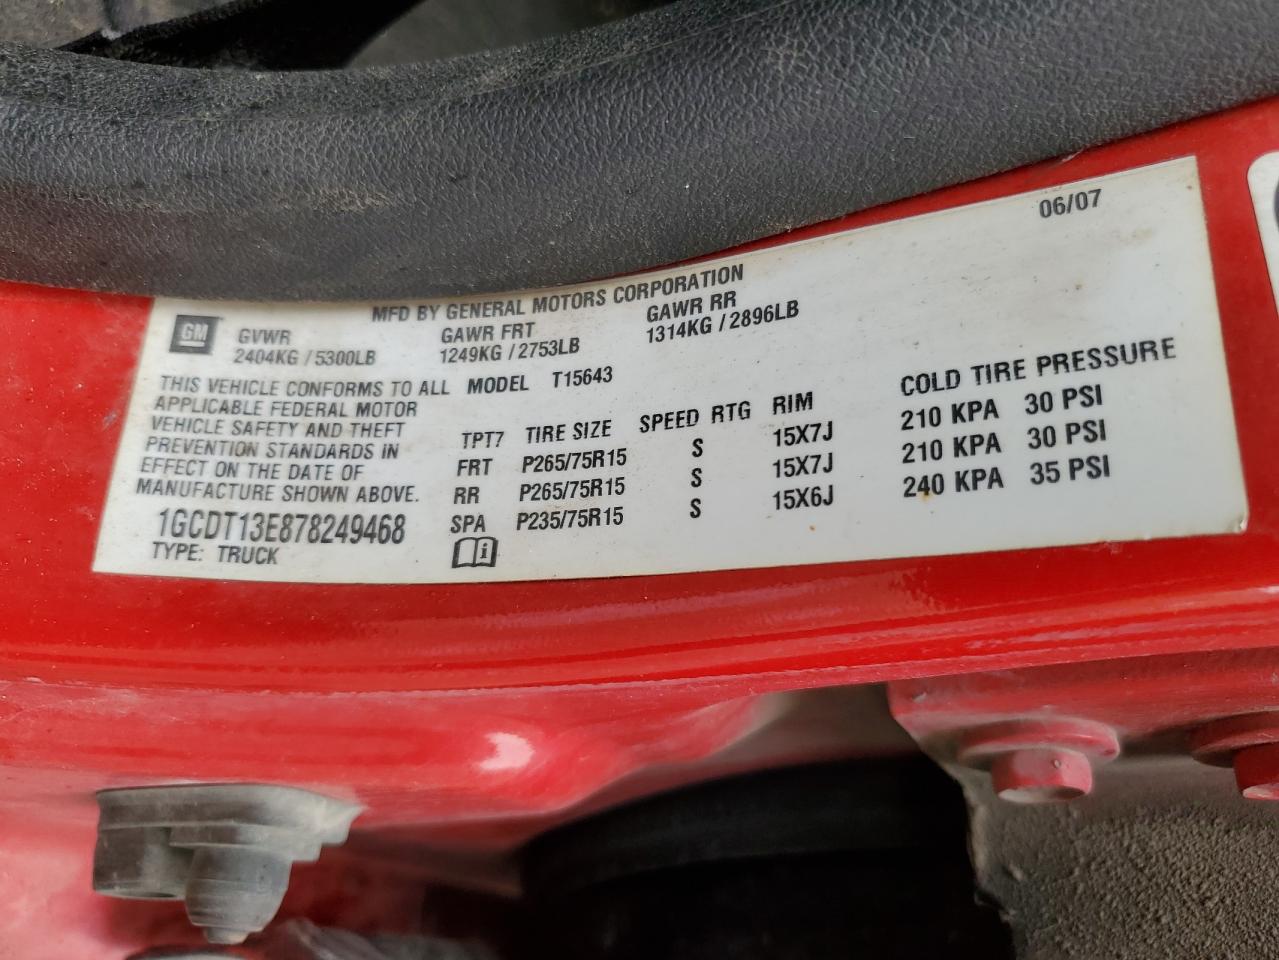 06/07
MFD BY GENERAL MOTORS CORPORATION
GM
GVWR GAWR FRT GAWR RR
2404KG / 5300LB 1249KG / 2753LB 1314KG / 2896LB
THIS VEHICLE CONFORMS TO ALL
APPLICABLE FEDERAL MOTOR
VEHICLE SAFETY AND THEFT
PREVENTION STANDARDS IN
EFFECT ON THE DATE OF
MANUFACTURE SHOWN ABOVE.
1GCDT13E878249468
TYPE: TRUCK
MODEL T15643
TPT7 TIRE SIZE SPEED RTG RIM COLD TIRE PRESSURE
FRT P265/75R15 S 15X7J 210 KPA 30 PSI
RR P265/75R15 S 15X7J 210 KPA 30 PSI
SPA P235/75R15 S 15X6J 240 KPA 35 PSI
i